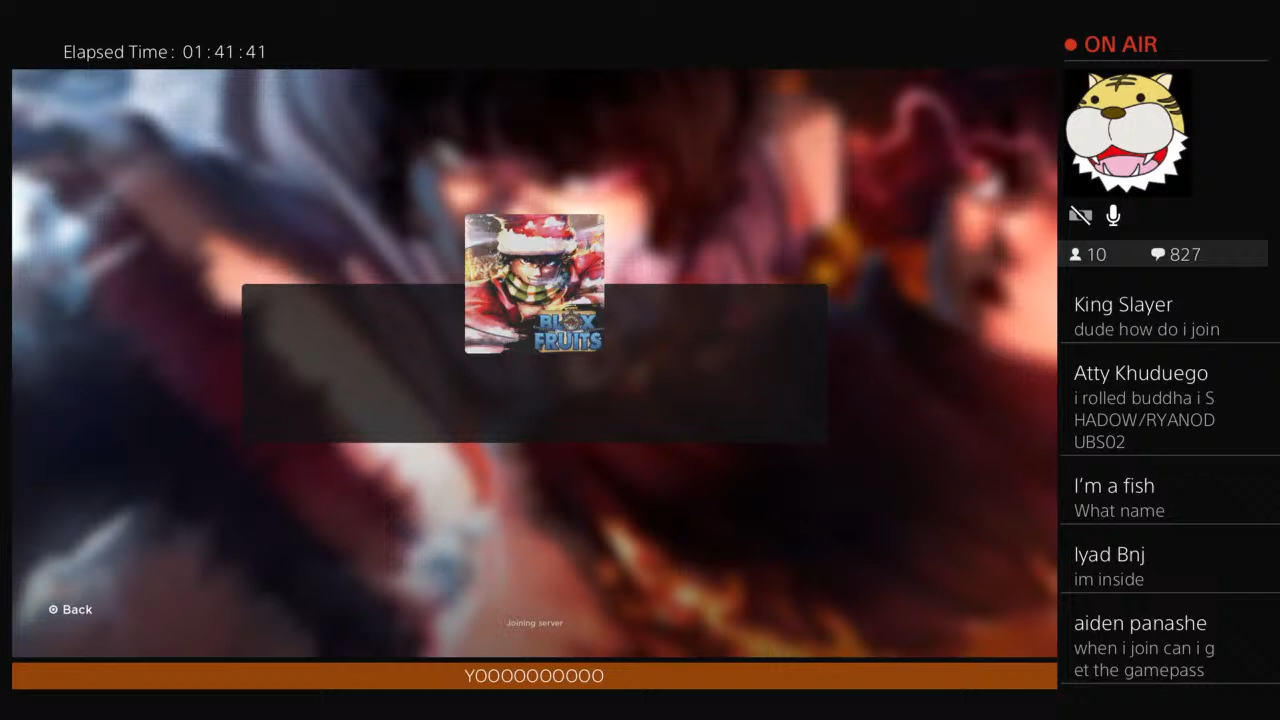 Elapsed Time: 01:41:41
ON AIR
10 827
King Slayer
dude how do i join
Atty Khuduego
i rolled buddha i S
HADOW/RYANOD
UBS02
I'm a fish
What name
Iyad Bnj
im inside
aiden panashe
when i join can i g
et the gamepass
BLOX
FRUITS
Back
Joining server
YOOOOOOOOOO